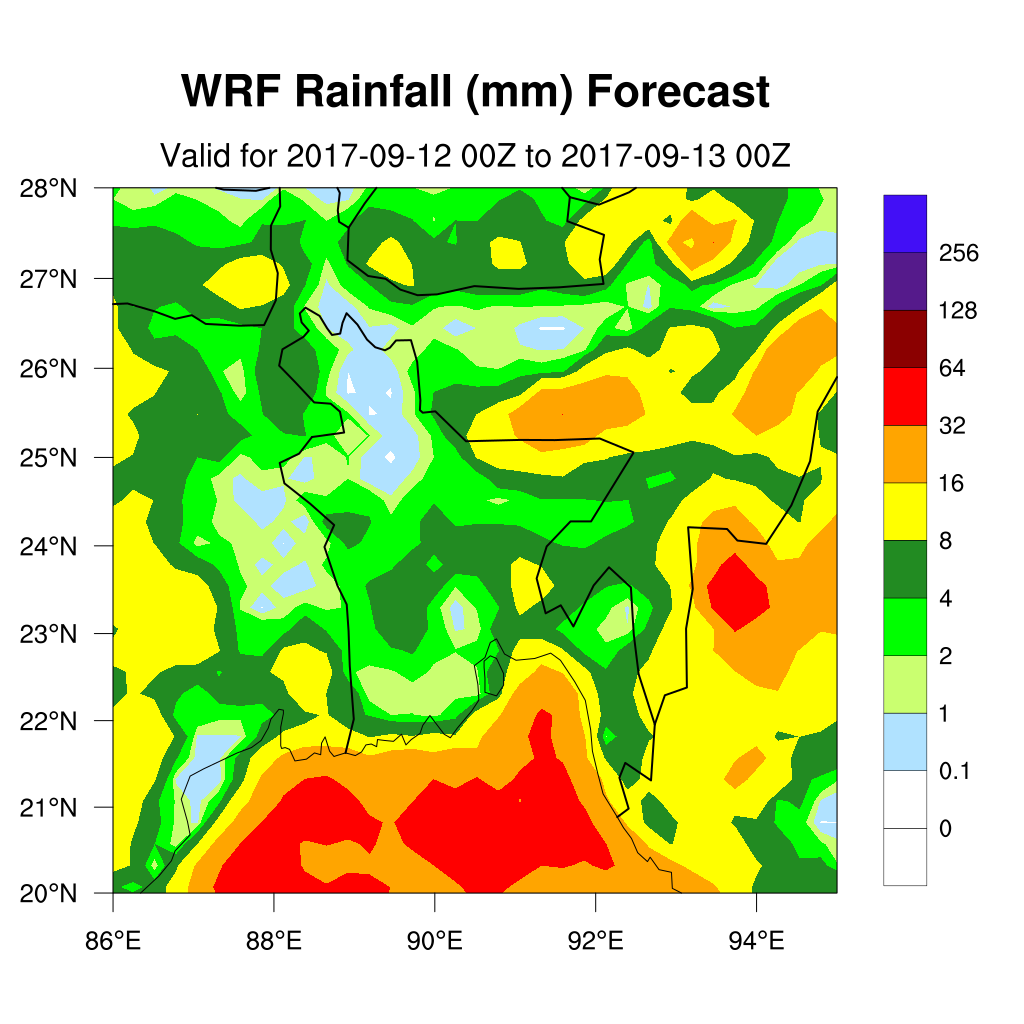 WRF Rainfall (mm) Forecast
Valid for 2017-09-12 00Z to 2017-09-13 00Z
28°N
27°N
26°N
25°N
24°N
23°N
22°N
21°N
20°N
86°E 88°E 90°E 92°E 94°E
256
128
64
32
16
8
4
2
1
0.1
0